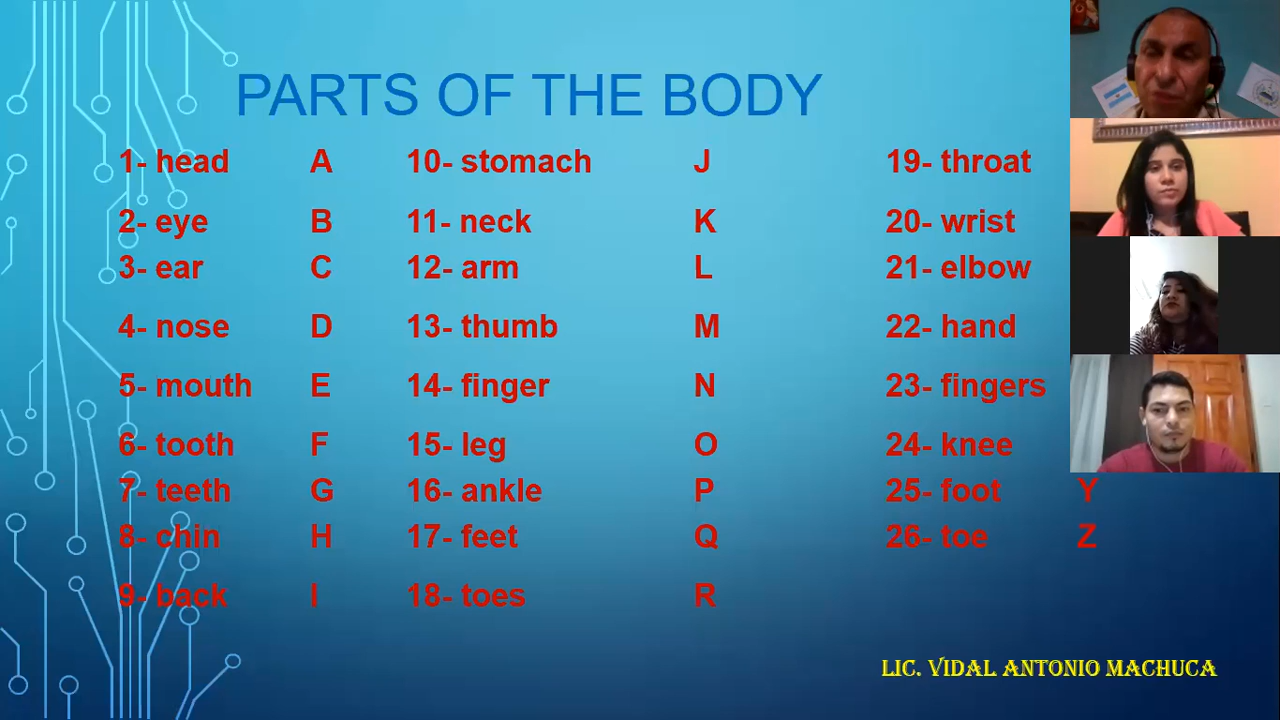 PARTS OF THE BODY
1- head A 10- stomach J 19- throat
2- eye B 11- neck K 20- wrist
3- ear C 12- arm L 21- elbow
4- nose D 13- thumb M 22- hand
5- mouth E 14- finger N 23- fingers
6- tooth F 15- leg O 24- knee
7- teeth G 16- ankle P 25- foot Y
8- chin H 17- feet Q 26- toe Z
9- back I 18- toes R
LIC. VIDAL ANTONIO MACHUCA